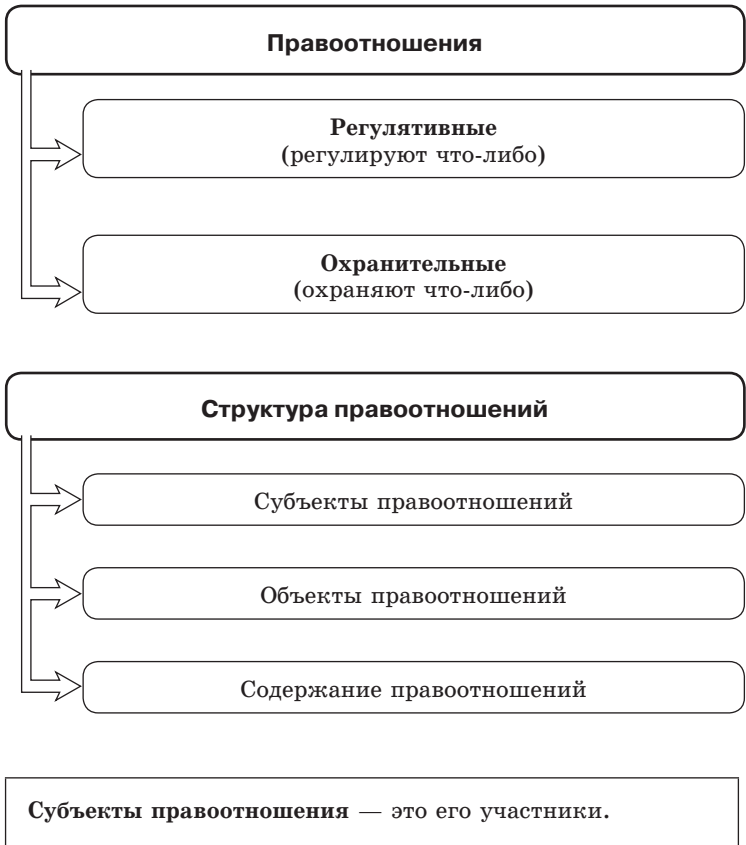 Правоотношения
Регулятивные
(регулируют что-либо)
Охранительные
(охраняют что-либо)
Структура правоотношений
Субъекты правоотношений
Объекты правоотношений
Содержание правоотношений
Субъекты правоотношения — это его участники.